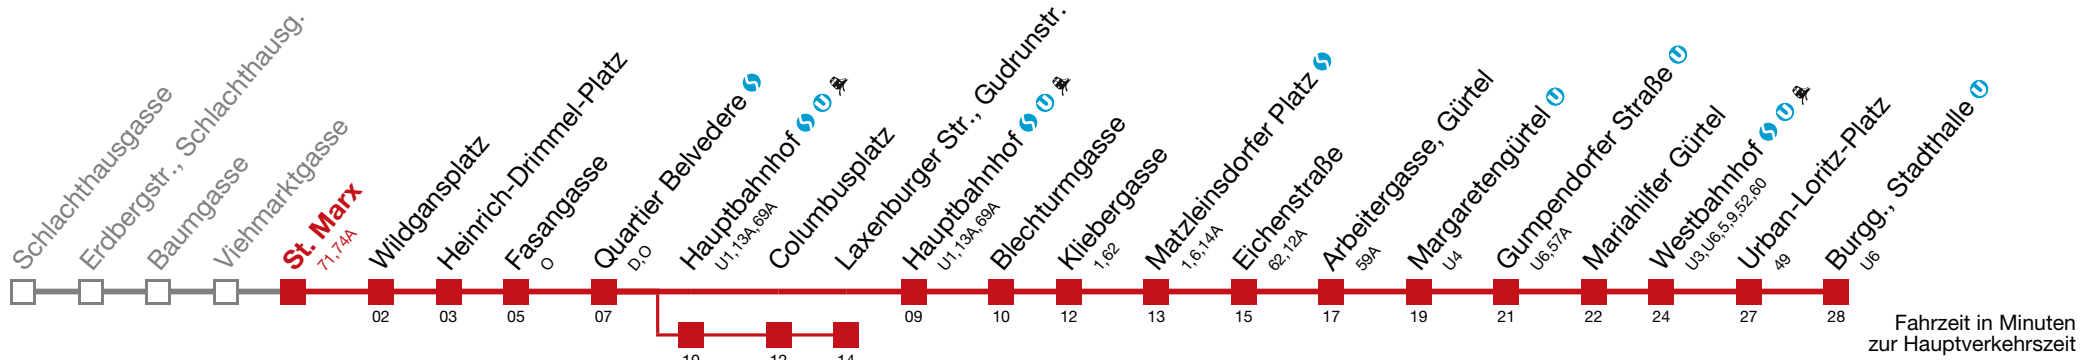 Schlachthausgasse
Erdbergstr., Schlachthausg.
Baumgasse
Viehmarktgasse
St. Marx
71,74A
Wildgansplatz
Heinrich-Drimmel-Platz
Fasangasse
O
Quartier Belvedere
D,O
Hauptbahnhof
U1,13A,69A
Columbusplatz
Laxenburger Str., Gudrunstr.
Hauptbahnhof
U1,13A,69A
Blechturmgasse
Kliebergasse
1,62
Matzleinsdorfer Platz
1,6,14A
Eichenstraße
62,12A
Arbeitergasse, Gürtel
59A
Margaretengürtel
U4
Gumpendorfer Straße
U6,57A
Mariahilfer Gürtel
Westbahnhof
U3,U6,5,9,52,60
Urban-Loritz-Platz
49
Burgg., Stadthalle
U6
02 03 05 07 09 10 12 13 15 17 19 21 22 24 27 28
10 12 14
Fahrzeit in Minuten
zur Hauptverkehrszeit